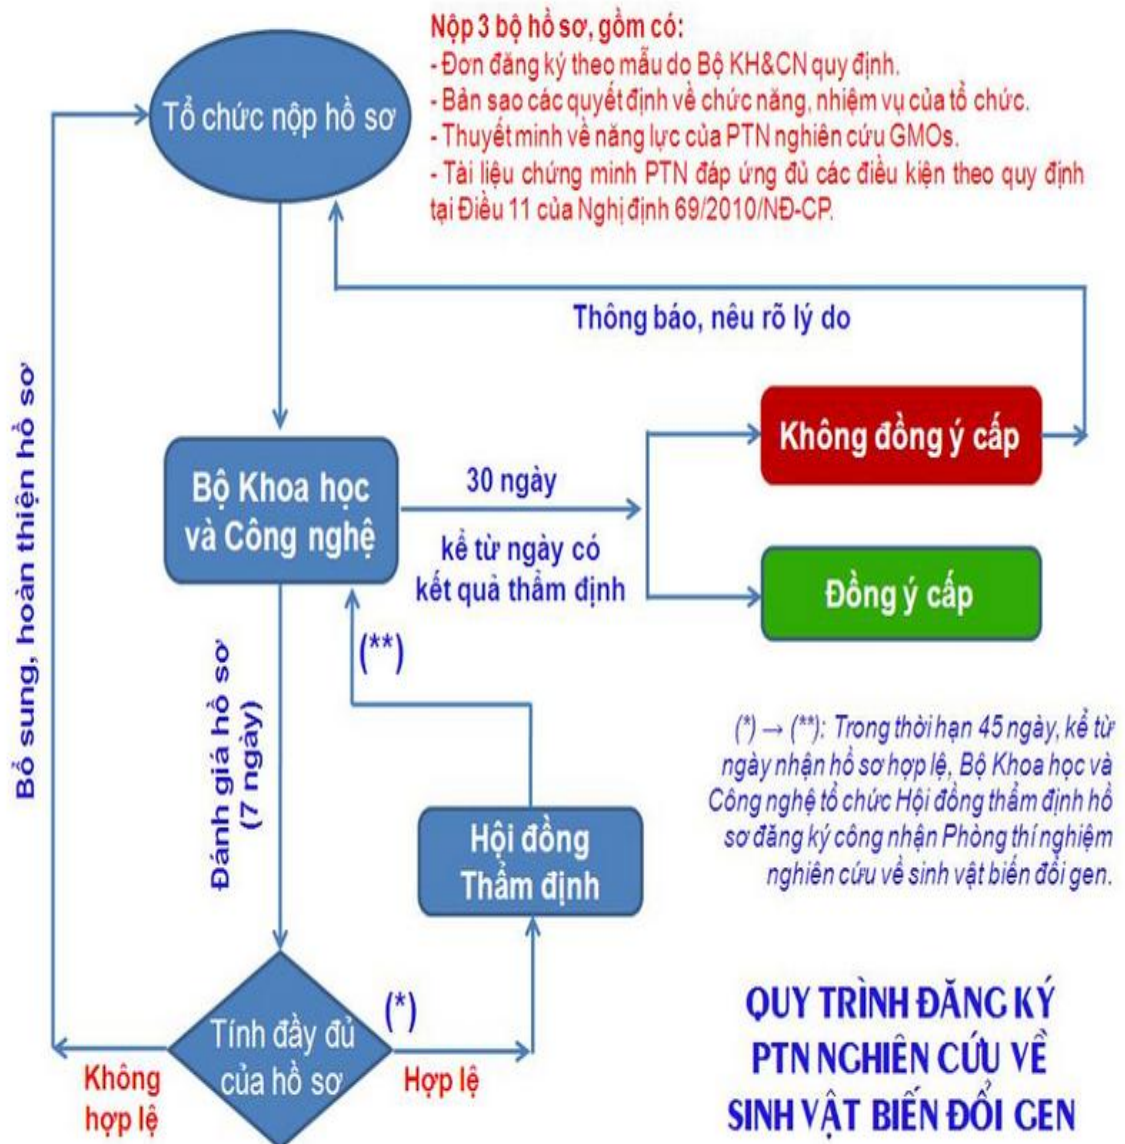 Nộp 3 bộ hồ sơ, gồm có:
- Đơn đăng ký theo mẫu do Bộ KH&CN quy định.
- Bản sao các quyết định về chức năng, nhiệm vụ của tổ chức.
- Thuyết minh về năng lực của PTN nghiên cứu GMOs.
- Tài liệu chứng minh PTN đáp ứng đủ các điều kiện theo quy định
tại Điều 11 của Nghị định 69/2010/NĐ-CP.
Tổ chức nộp hồ sơ
Thông báo, nêu rõ lý do
Bổ sung, hoàn thiện hồ sơ
Không đồng ý cấp
Bộ Khoa học
và Công nghệ
30 ngày
kể từ ngày có
kết quả thẩm định
Đồng ý cấp
Đánh giá hồ sơ
(7 ngày)
(**)
(*) → (**): Trong thời hạn 45 ngày, kể từ
ngày nhận hồ sơ hợp lệ, Bộ Khoa học và
Công nghệ tổ chức Hội đồng thẩm định hồ
sơ đăng ký công nhận Phòng thí nghiệm
nghiên cứu về sinh vật biến đổi gen.
Hội đồng
Thẩm định
Tính đầy đủ
của hồ sơ
(*)
Không
hợp lệ
Hợp lệ
QUY TRÌNH ĐĂNG KÝ
PTN NGHIÊN CỨU VỀ
SINH VẬT BIẾN ĐỔI GEN